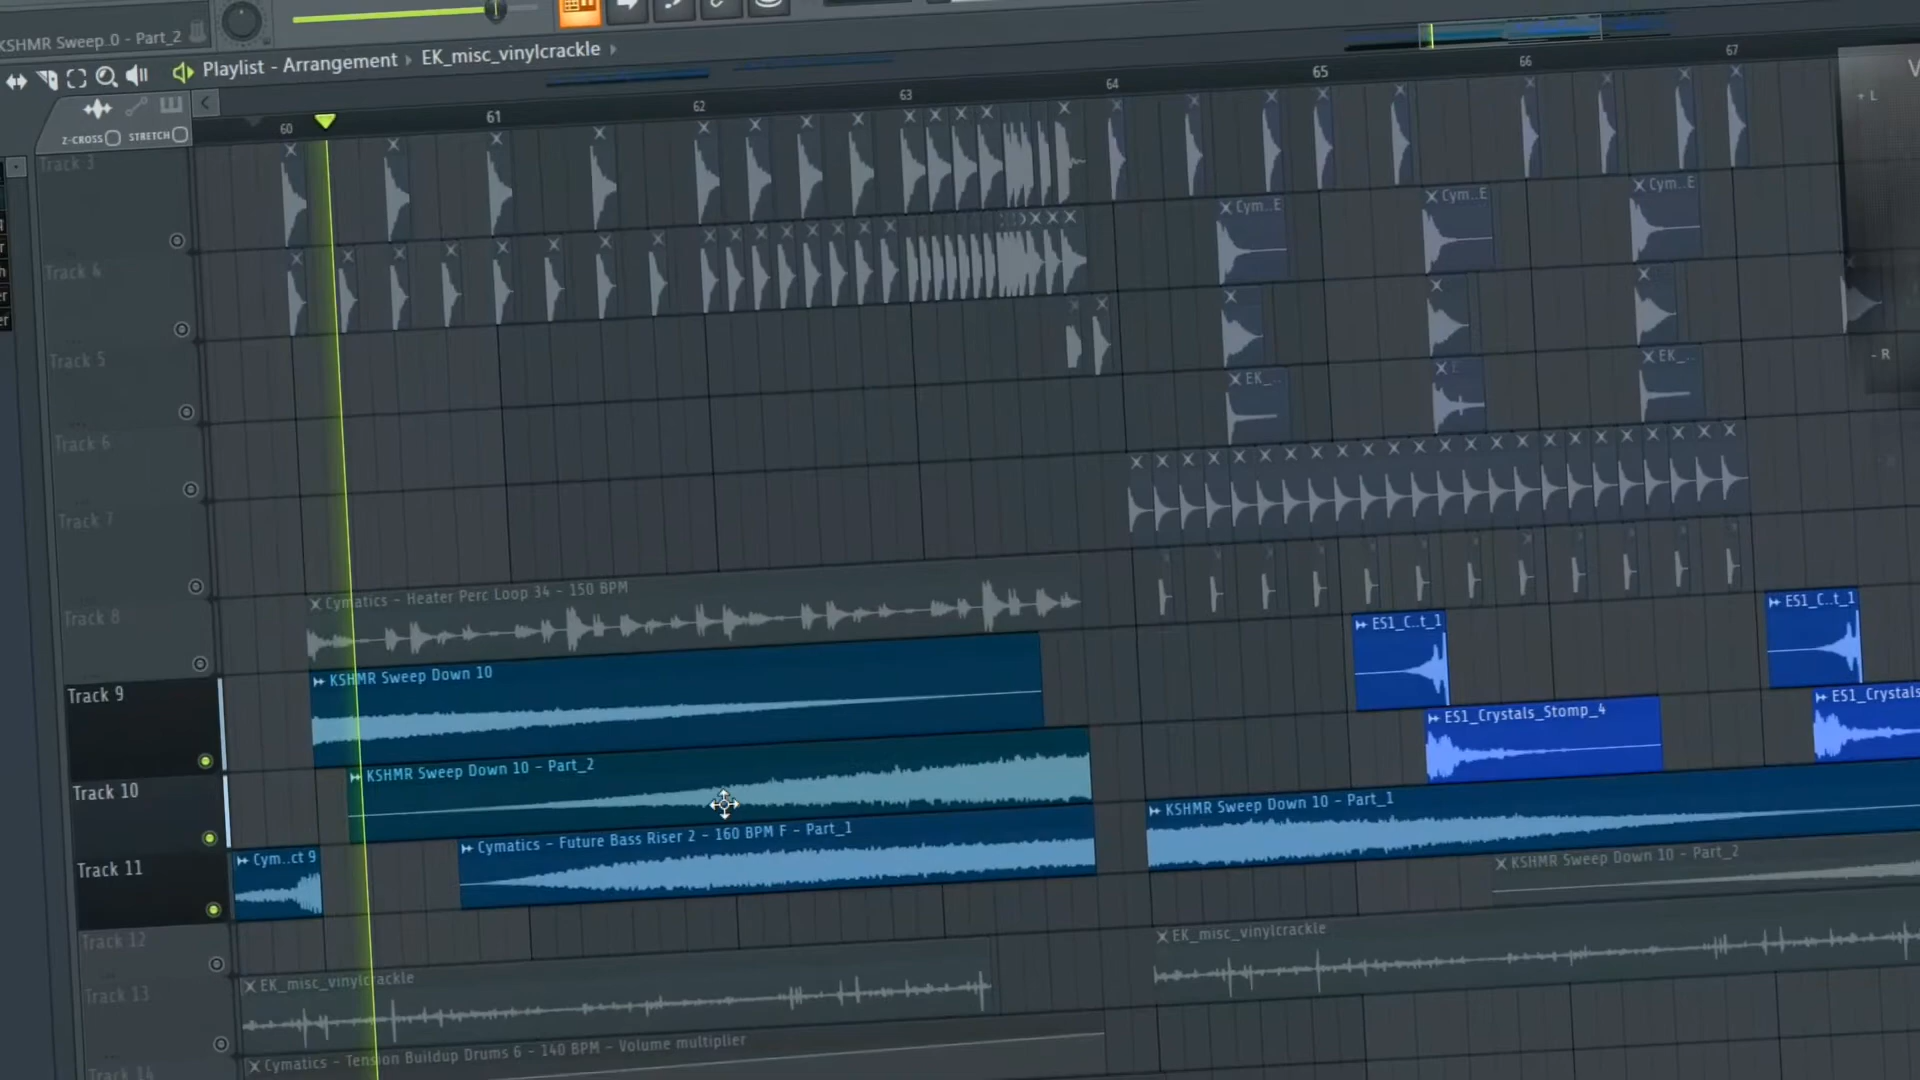 KSHMR Sweep..0 - Part_2
Playlist - Arrangement › EK_misc_vinylcrackle ›
Z-CROSS STRETCH
60 61 62 63 64 65 66 67
+ L
- R
Track 3
Cym..E
Cym..E
Cym..E
Track 4
Track 5
EK_..
E
EK_..
Track 6
Track 7
Track 8
Cymatics - Heater Perc Loop 34 - 150 BPM
ES1_C..t_1
ES1_C..t_1
Track 9
KSHMR Sweep Down 10
ES1_Crystals_Stomp_4
ES1_Crystals
Track 10
KSHMR Sweep Down 10 - Part_2
KSHMR Sweep Down 10 - Part_1
Track 11
Cym..ct 9
Cymatics - Future Bass Riser 2 - 160 BPM F - Part_1
KSHMR Sweep Down 10 - Part_2
Track 12
EK_misc_vinylcrackle
Track 13
EK_misc_vinylcrackle
Track 14
Cymatics - Tension Buildup Drums 6 - 140 BPM - Volume multiplier